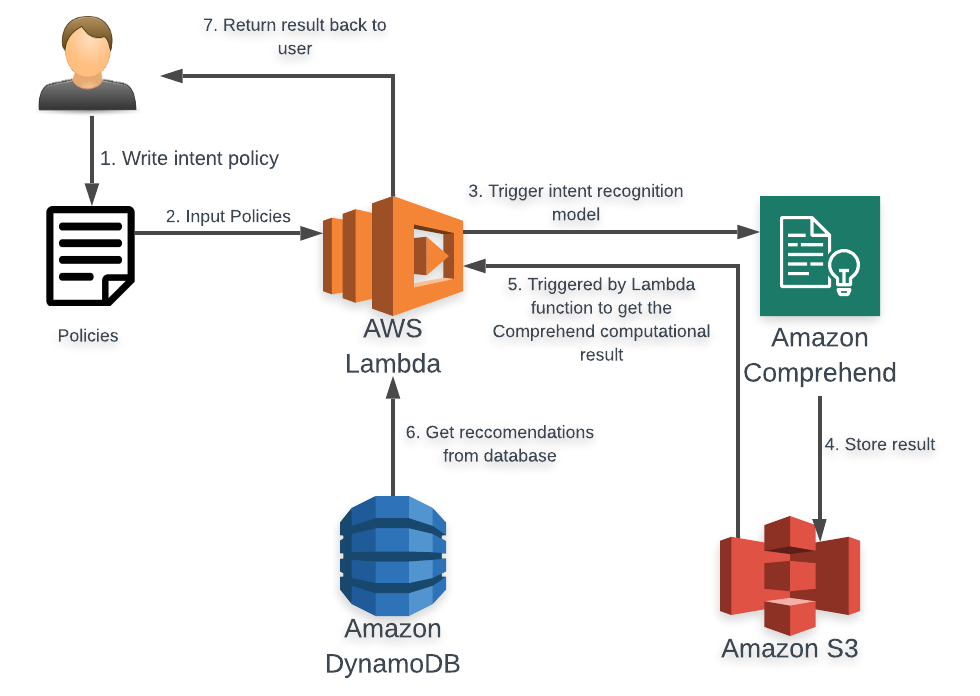 7. Return result back to
user
1. Write intent policy
2. Input Policies
3. Trigger intent recognition
model
5. Triggered by Lambda
function to get the
Comprehend computational
result
Policies
AWS
Lambda
Amazon
Comprehend
4. Store result
6. Get reccomendations
from database
Amazon
DynamoDB
Amazon S3